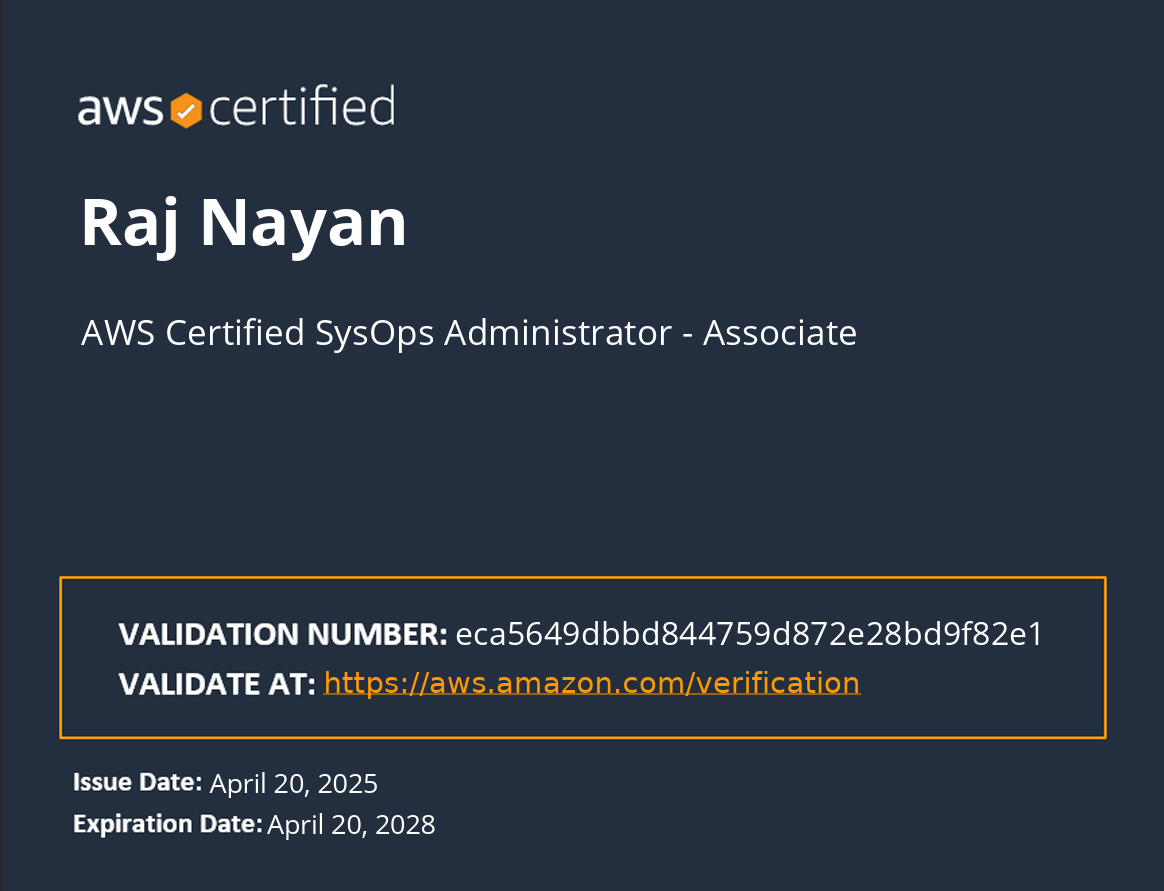 aws certified
Raj Nayan
AWS Certified SysOps Administrator - Associate
VALIDATION NUMBER: eca5649dbbd844759d872e28bd9f82e1
VALIDATE AT: https://aws.amazon.com/verification
Issue Date: April 20, 2025
Expiration Date: April 20, 2028